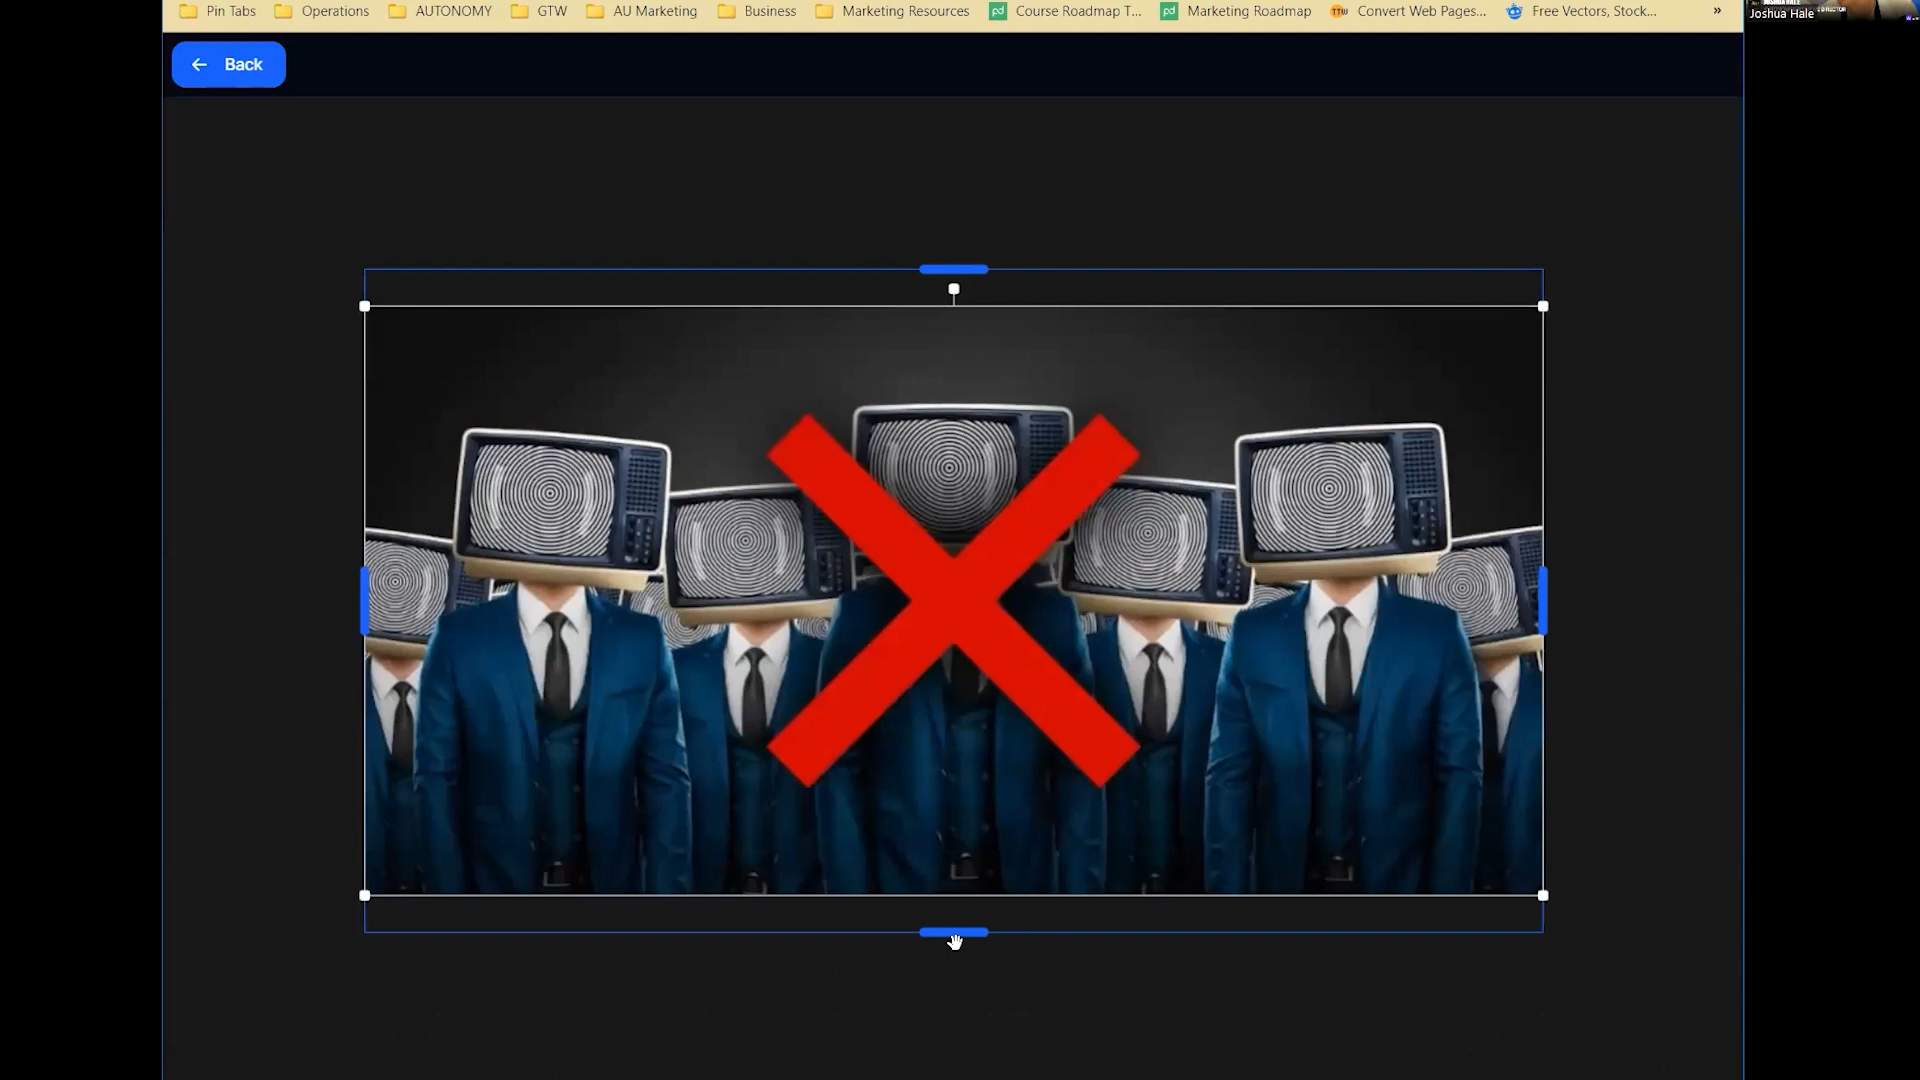 Pin Tabs Operations AUTONOMY GTW AU Marketing Business Marketing Resources Course Roadmap T... Marketing Roadmap Convert Web Pages... Free Vectors, Stock... »
Joshua Hale
Back